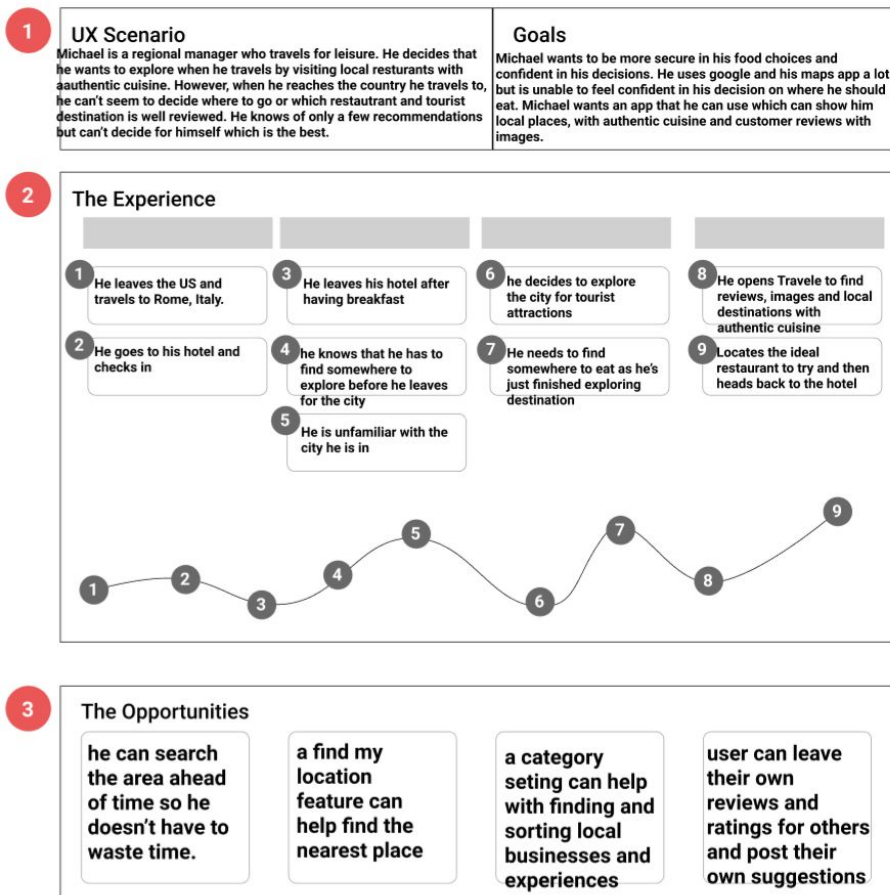 1
UX Scenario
Michael is a regional manager who travels for leisure. He decides that
he wants to explore when he travels by visiting local resturants with
aauthentic cuisine. However, when he reaches the country he travels to,
he can't seem to decide where to go or which restautrant and tourist
destination is well reviewed. He knows of only a few recommendations
but can't decide for himself which is the best.
Goals
Michael wants to be more secure in his food choices and
confident in his decisions. He uses google and his maps app a lot
but is unable to feel confident in his decision on where he should
eat. Michael wants an app that he can use which can show him
local places, with authentic cuisine and customer reviews with
images.
2
The Experience
1
He leaves the US and
travels to Rome, Italy.
2
He goes to his hotel and
checks in
3
He leaves his hotel after
having breakfast
4
he knows that he has to
find somewhere to
explore before he leaves
for the city
5
He is unfamiliar with the
city he is in
6
he decides to explore
the city for tourist
attractions
7
He needs to find
somewhere to eat as he's
just finished exploring
destination
8
He opens Travele to find
reviews, images and local
destinations with
authentic cuisine
9
Locates the ideal
restaurant to try and then
heads back to the hotel
1
2
3
4
5
6
7
8
9
3
The Opportunities
he can search
the area ahead
of time so he
doesn't have to
waste time.
a find my
location
feature can
help find the
nearest place
a category
seting can help
with finding and
sorting local
businesses and
experiences
user can leave
their own
reviews and
ratings for others
and post their
own suggestions